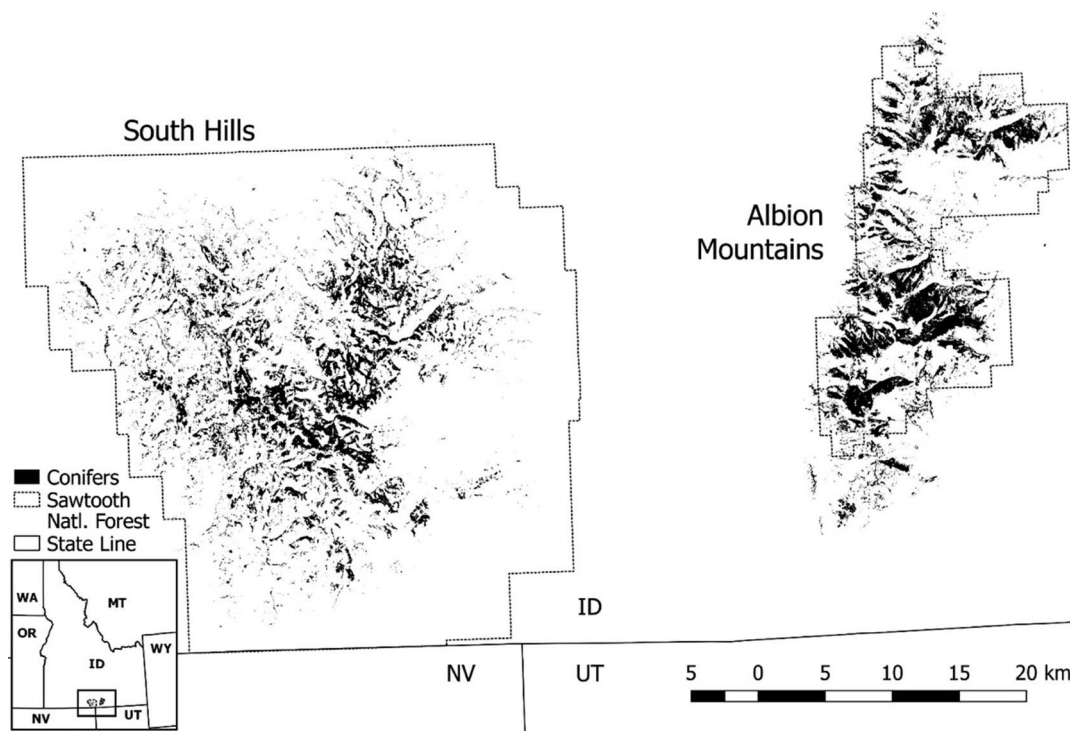 South Hills
Albion
Mountains
Conifers
Sawtooth
Natl. Forest
State Line
WA
MT
OR
ID
WY
NV
UT
ID
NV
UT
5 0 5 10 15 20 km